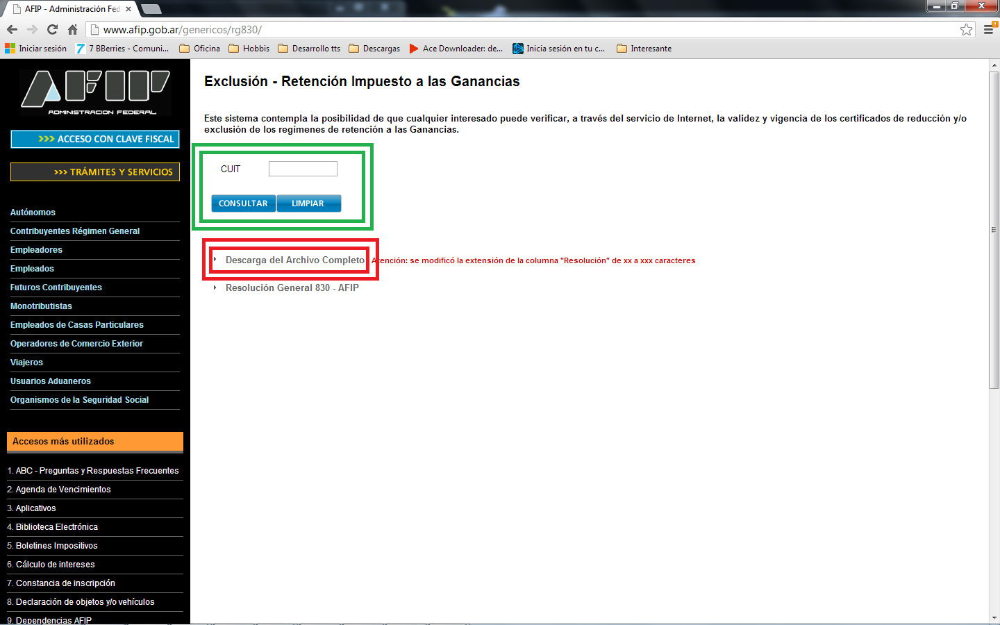 AFIP - Administración Fed
www.afip.gob.ar/genericos/rg830/
Iniciar sesión
7 BBerries - Comuni...
Oficina
Hobbis
Desarrollo tts
Descargas
Ace Downloader: de...
Inicia sesión en tu c...
Interesante
AFIP
ADMINISTRACION FEDERAL
>>> ACCESO CON CLAVE FISCAL
>>> TRÁMITES Y SERVICIOS
Autónomos
Contribuyentes Régimen General
Empleadores
Empleados
Futuros Contribuyentes
Monotributistas
Empleados de Casas Particulares
Operadores de Comercio Exterior
Viajeros
Usuarios Aduaneros
Organismos de la Seguridad Social
Accesos más utilizados
1. ABC - Preguntas y Respuestas Frecuentes
2. Agenda de Vencimientos
3. Aplicativos
4. Biblioteca Electrónica
5. Boletines Impositivos
6. Cálculo de intereses
7. Constancia de inscripción
8. Declaración de objetos y/o vehículos
9. Dependencias AFIP
Exclusión - Retención Impuesto a las Ganancias
Este sistema contempla la posibilidad de que cualquier interesado puede verificar, a través del servicio de Internet, la validez y vigencia de los certificados de reducción y/o
exclusión de los regímenes de retención a las Ganancias.
CUIT
CONSULTAR LIMPIAR
Descarga del Archivo Completo Atención: se modificó la extensión de la columna "Resolución" de xx a xxx caracteres
Resolución General 830 - AFIP